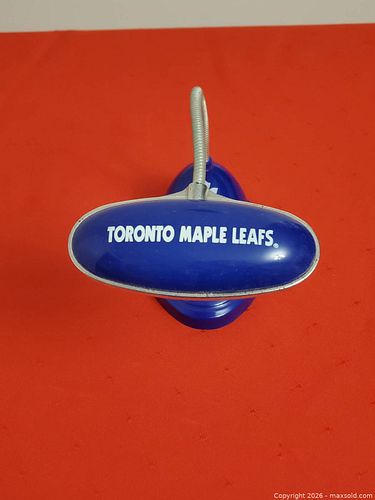 TORONTO MAPLE LEAFS®
Copyright 2026 - maxsold.com